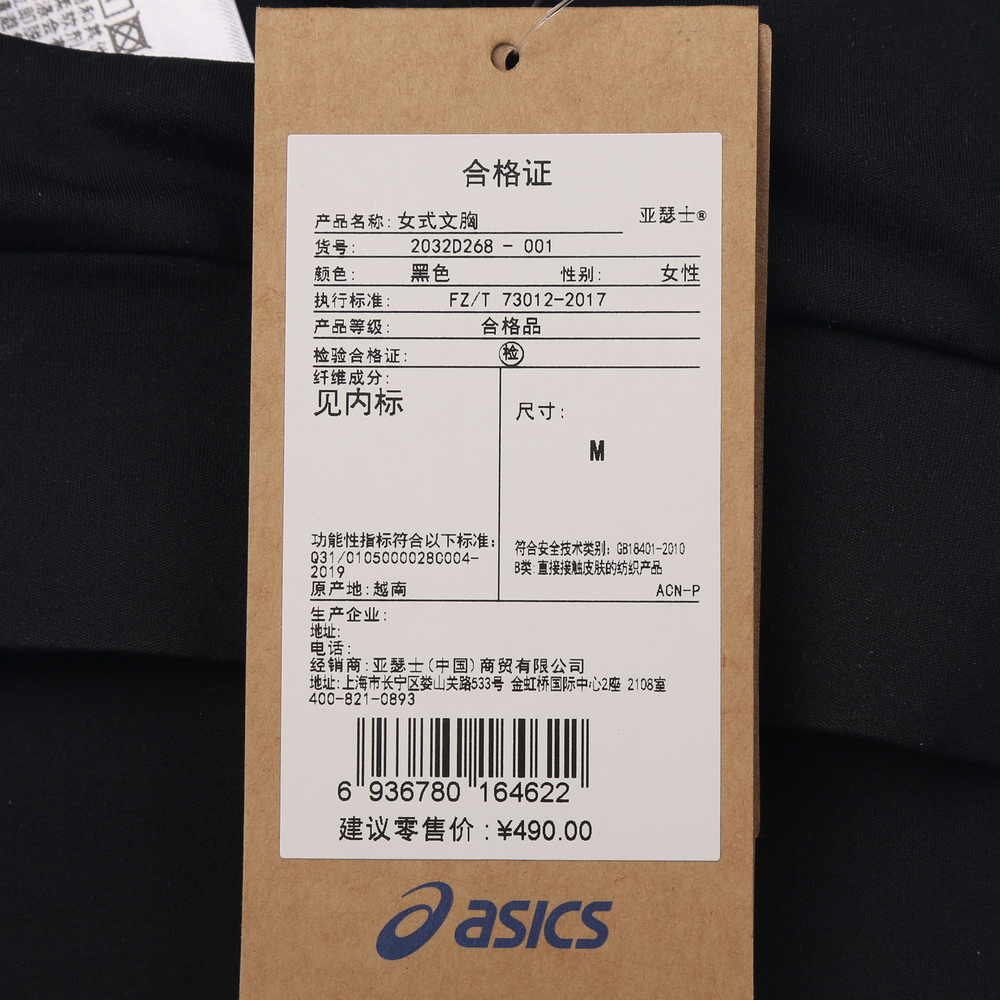 合格证
亚瑟士®
产品名称: 女式文胸
货号: 2032D268 - 001
颜色: 黑色 性别: 女性
执行标准: FZ/T 73012-2017
产品等级: 合格品
检验合格证: 检
纤维成分:
见内标
尺寸:
M
功能性指标符合以下标准:
Q31/0105000028C004-
2019
原产地: 越南
符合安全技术类别: GB18401-2010
B类: 直接接触皮肤的纺织产品
ACN-P
生产企业:
地址:
电话:
经销商: 亚瑟士(中国)商贸有限公司
地址: 上海市长宁区娄山关路533号 金虹桥国际中心2座 2108室
400-821-0893
6 936780 164622
建议零售价 : ¥490.00
asics